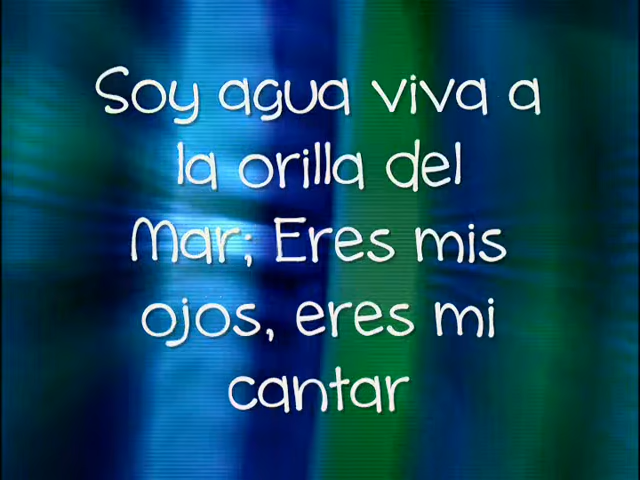 Soy agua viva a
la orilla del
Mar; Eres mis
ojos, eres mi
cantar